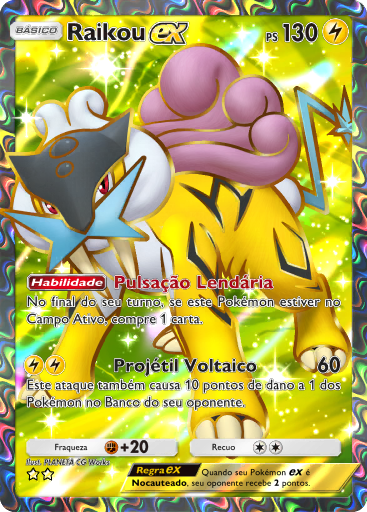 BÁSICO Raikou ex PS 130
Habilidade Pulsação Lendária
No final do seu turno, se este Pokémon estiver no
Campo Ativo, compre 1 carta.
Projétil Voltaico 60
Este ataque também causa 10 pontos de dano a 1 dos
Pokémon no Banco do seu oponente.
Fraqueza +20 Recuo
Ilust. PLANETA CG Works
Regra ex Quando seu Pokémon ex é
Nocauteado, seu oponente recebe 2 pontos.